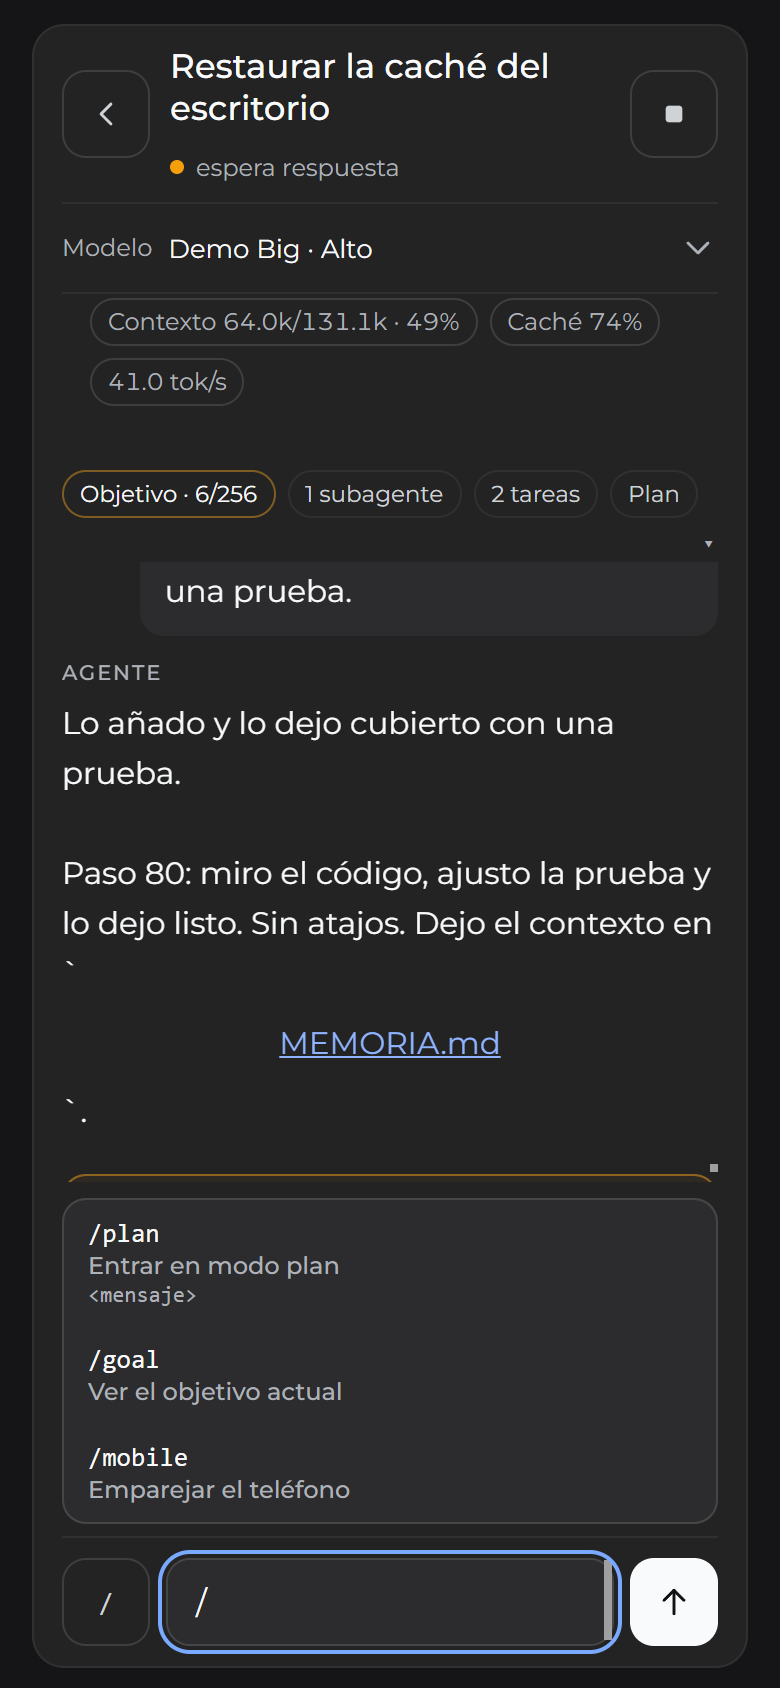 Restaurar la caché del
escritorio
espera respuesta
Modelo Demo Big · Alto
Contexto 64.0k/131.1k · 49% Caché 74%
41.0 tok/s
Objetivo · 6/256 1 subagente 2 tareas Plan
una prueba.
AGENTE
Lo añado y lo dejo cubierto con una
prueba.
Paso 80: miro el código, ajusto la prueba y
lo dejo listo. Sin atajos. Dejo el contexto en
`
MEMORIA.md
`.
/plan
Entrar en modo plan
<mensaje>
/goal
Ver el objetivo actual
/mobile
Emparejar el teléfono
/ /